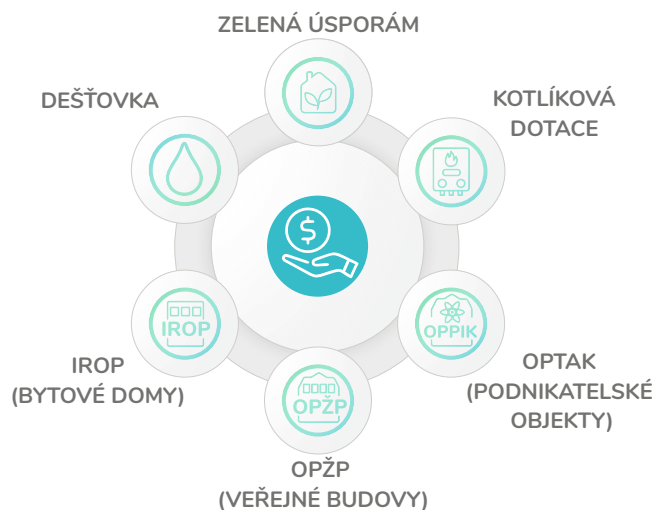 ZELENÁ ÚSPORÁM
DEŠŤOVKA
KOTLÍKOVÁ
DOTACE
$
IROP
OPPIK
IROP
(BYTOVÉ DOMY)
OPTAK
(PODNIKATELSKÉ
OBJEKTY)
OPŽP
OPŽP
(VEŘEJNÉ BUDOVY)